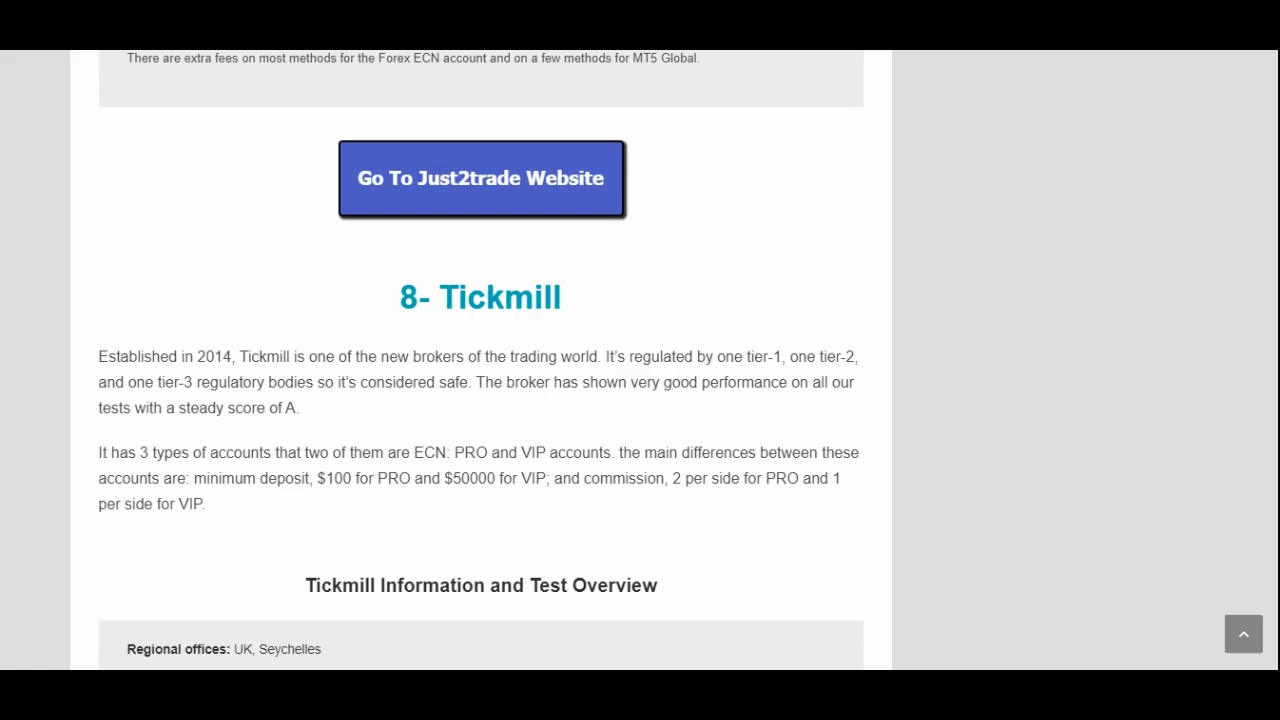 There are extra fees on most methods for the Forex ECN account and on a few methods for MT5 Global.
Go To Just2trade Website
8- Tickmill
Established in 2014, Tickmill is one of the new brokers of the trading world. It’s regulated by one tier-1, one tier-2,
and one tier-3 regulatory bodies so it’s considered safe. The broker has shown very good performance on all our
tests with a steady score of A.
It has 3 types of accounts that two of them are ECN: PRO and VIP accounts. the main differences between these
accounts are: minimum deposit, $100 for PRO and $50000 for VIP; and commission, 2 per side for PRO and 1
per side for VIP.
Tickmill Information and Test Overview
Regional offices: UK, Seychelles